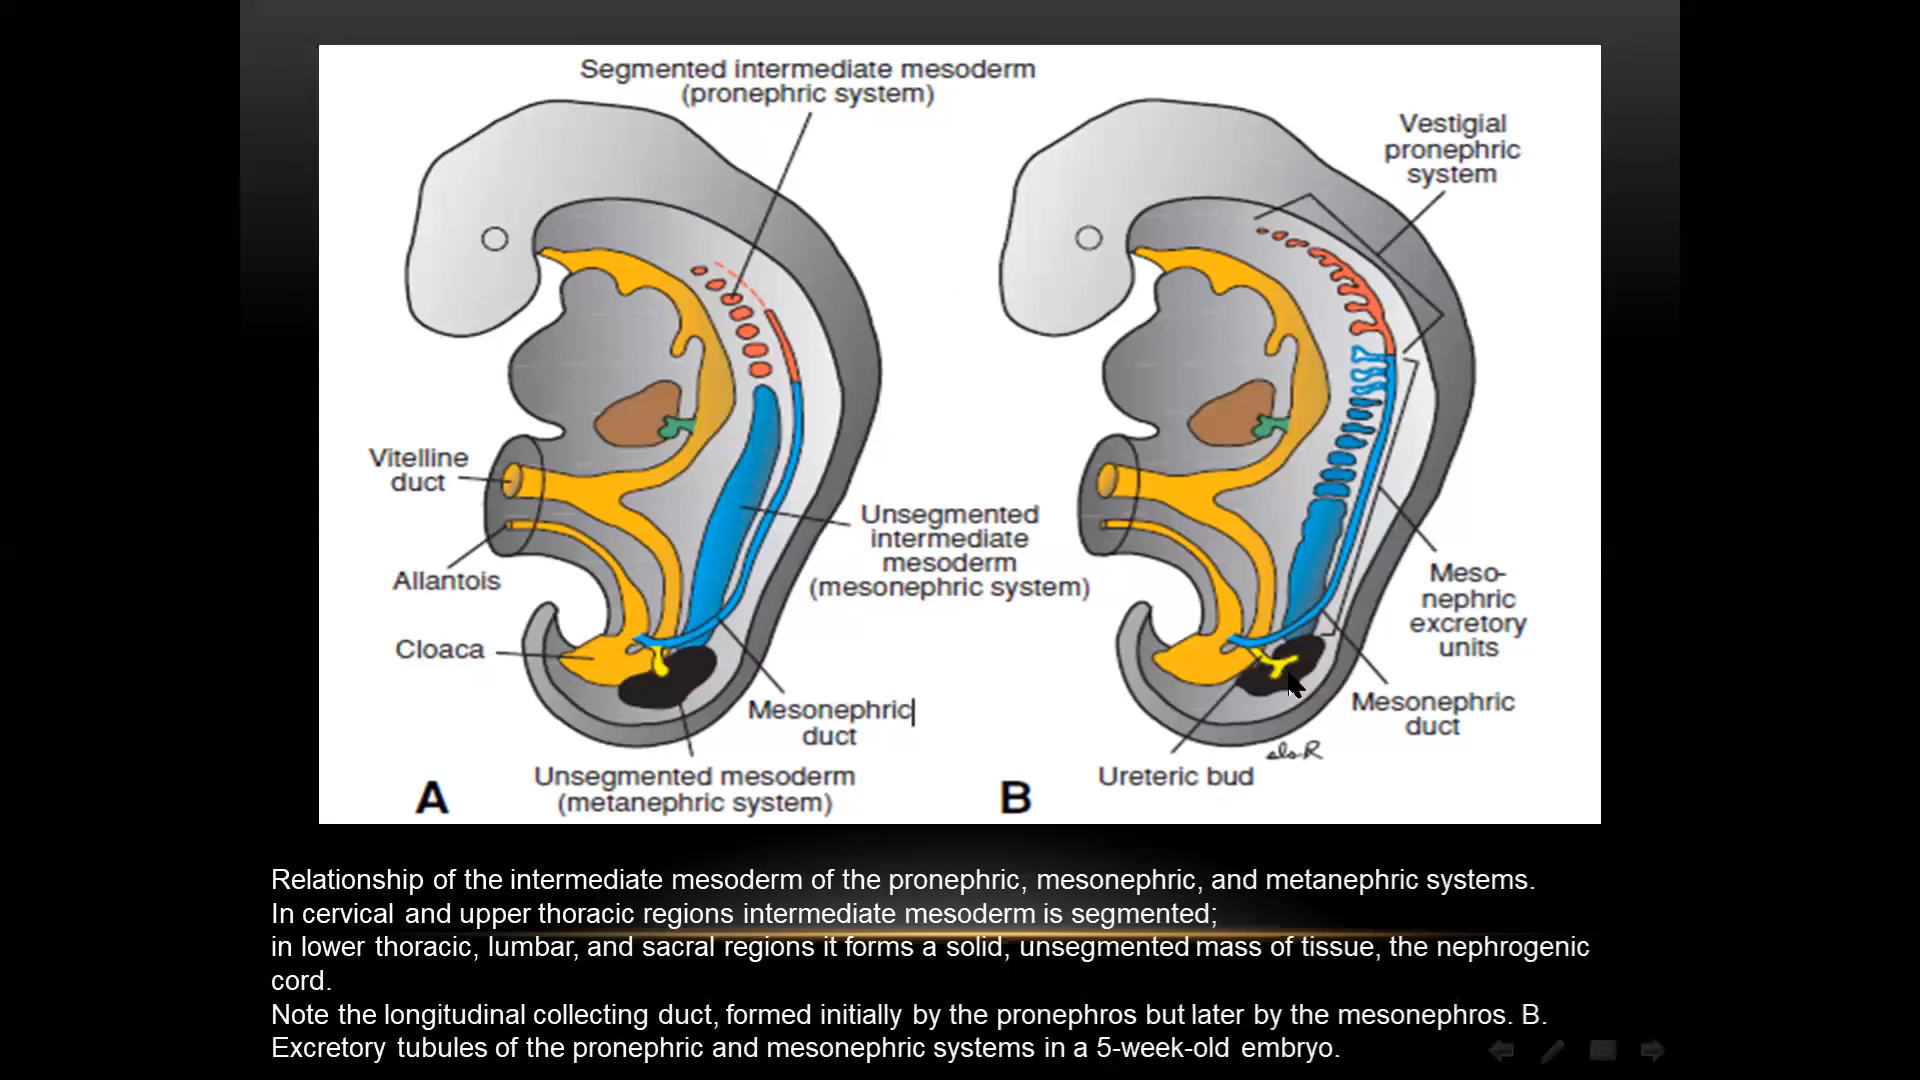 Segmented intermediate mesoderm
(pronephric system)
Vestigial
pronephric
system
Vitelline
duct
Unsegmented
intermediate
mesoderm
(mesonephric system)
Allantois
Cloaca
Meso-
nephric
excretory
units
Mesonephric
duct
Mesonephric
duct
Unsegmented mesoderm
(metanephric system)
Ureteric bud
A
B
Relationship of the intermediate mesoderm of the pronephric, mesonephric, and metanephric systems.
In cervical and upper thoracic regions intermediate mesoderm is segmented;
in lower thoracic, lumbar, and sacral regions it forms a solid, unsegmented mass of tissue, the nephrogenic
cord.
Note the longitudinal collecting duct, formed initially by the pronephros but later by the mesonephros. B.
Excretory tubules of the pronephric and mesonephric systems in a 5-week-old embryo.